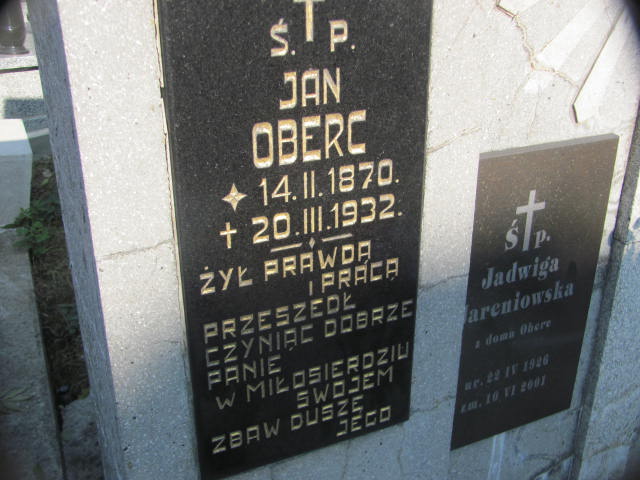 Ś. P.
JAN
OBERC
14.II.1870.
20.III.1932.
ŻYŁ PRAWDĄ
I PRACĄ
PRZESZEDŁ
CZYNIĄC DOBRZE
PANIE
W MIŁOSIERDZIU
SWOJEM
ZBAW DUSZĘ
JEGO
Ś P.
Jadwiga
areniowska
z domu Oberc
ur. 22 IV 1926
zm. 10 VI 2001